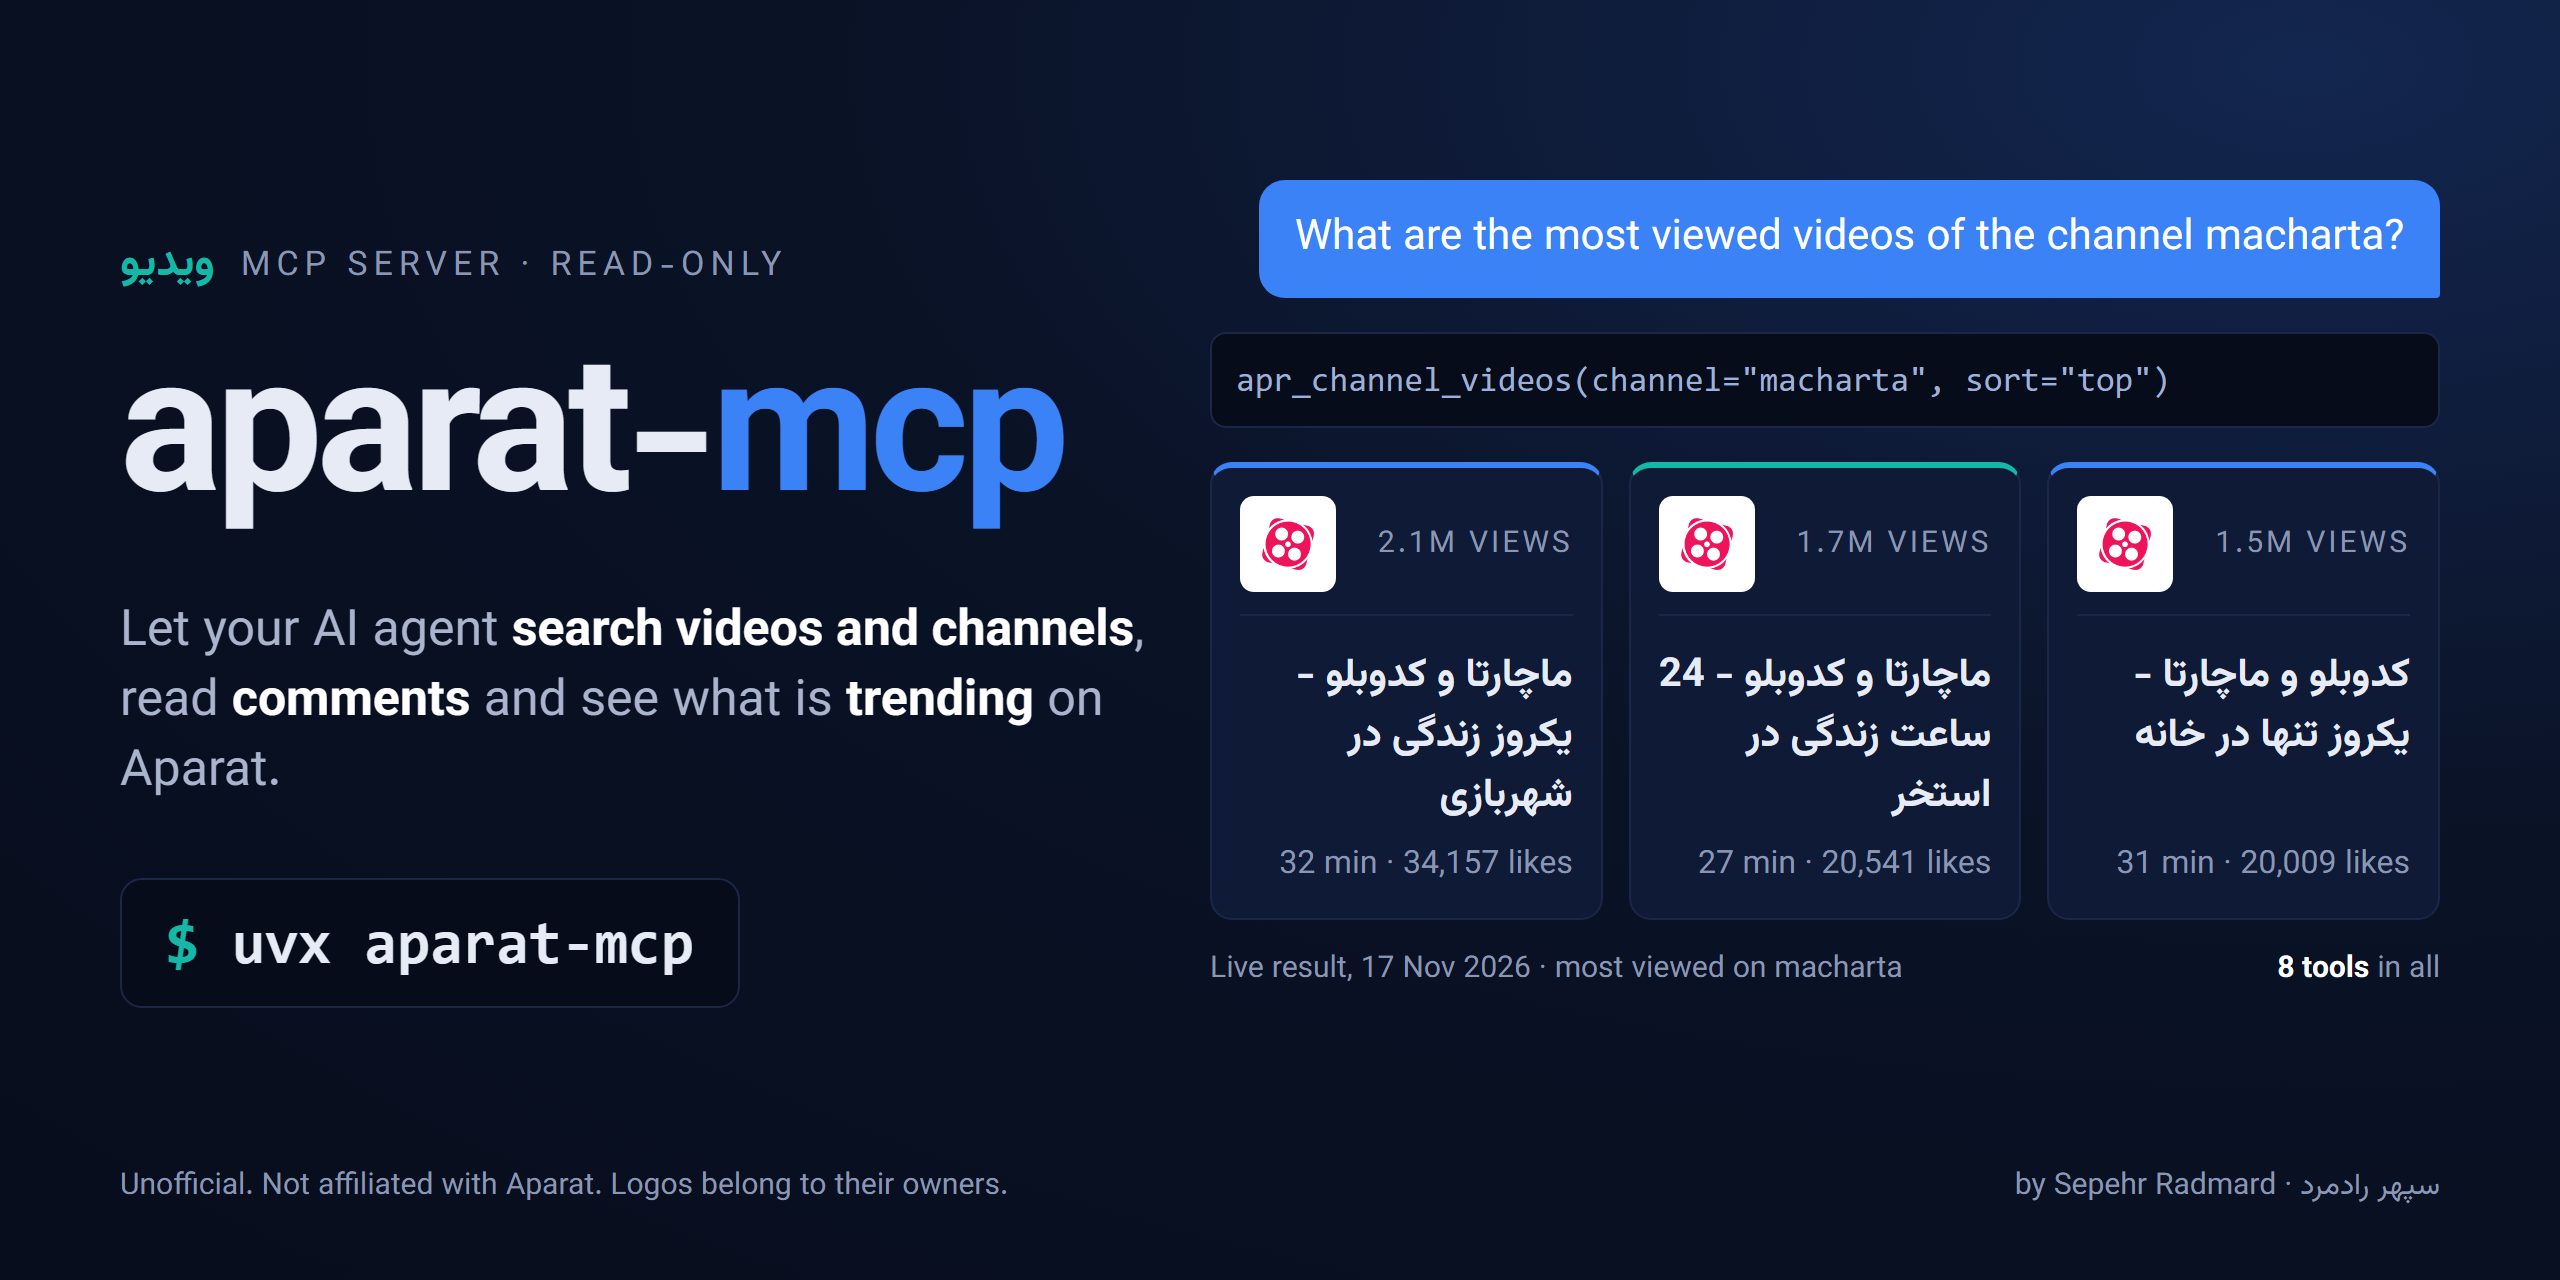 ویدیو MCP SERVER · READ-ONLY
aparat-mcp
Let your AI agent search videos and channels,
read comments and see what is trending on
Aparat.
$ uvx aparat-mcp
What are the most viewed videos of the channel macharta?
apr_channel_videos(channel="macharta", sort="top")
2.1M VIEWS
ماچارتا و کدوبلو -
یکروز زندگی در
شهربازی
32 min · 34,157 likes
1.7M VIEWS
ماچارتا و کدوبلو - 24
ساعت زندگی در
استخر
27 min · 20,541 likes
1.5M VIEWS
کدوبلو و ماچارتا -
یکروز تنها در خانه
31 min · 20,009 likes
Live result, 17 Nov 2026 · most viewed on macharta
8 tools in all
Unofficial. Not affiliated with Aparat. Logos belong to their owners.
by Sepehr Radmard · سپهر رادمرد